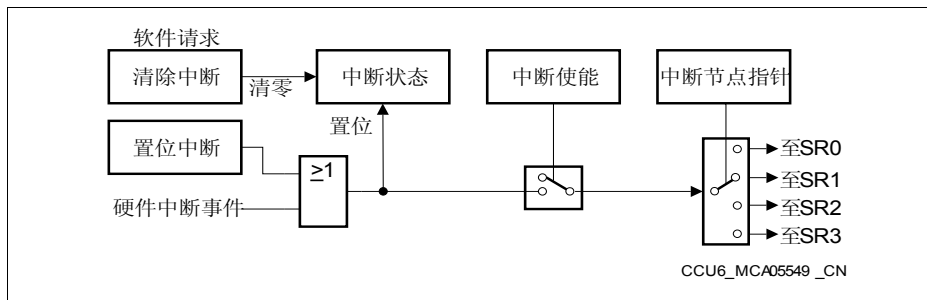 软件请求
清除中断
清零
中断状态
中断使能
中断节点指针
置位
置位中断
≥1
硬件中断事件
至SR0
至SR1
至SR2
至SR3
CCU6_MCA05549 _CN